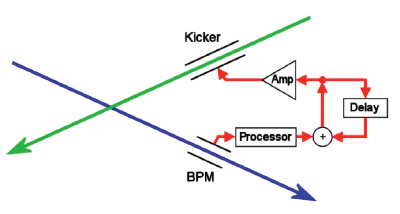 Kicker
Amp
Delay
Processor
+
BPM